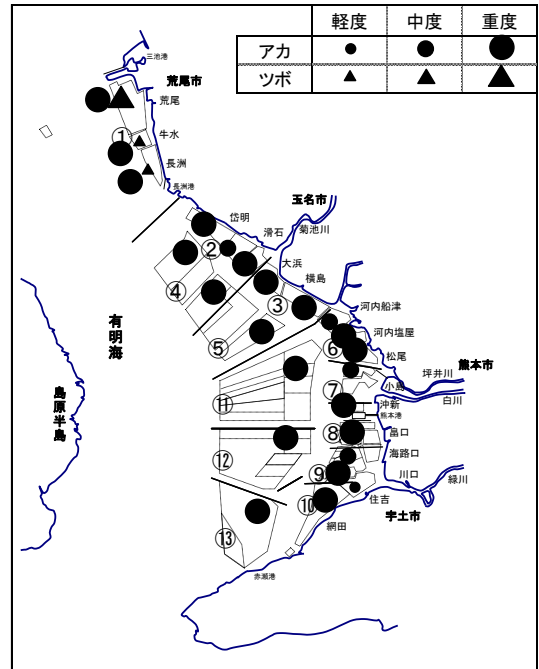 軽度 中度 重度
アカ
ツボ
三池港
荒尾市
荒尾
①
牛水
長洲
長洲港
玉名市
岱明
滑石
菊池川
②
大浜
横島
④
③
河内船津
有明海
⑤
⑥
河内塩屋
松尾
熊本市
坪井川
島原半島
小島
白川
⑪
⑦
沖新
熊本港
⑧
畠口
海路口
⑫
⑨
川口
緑川
住吉
⑩
宇土市
網田
⑬
赤瀬港